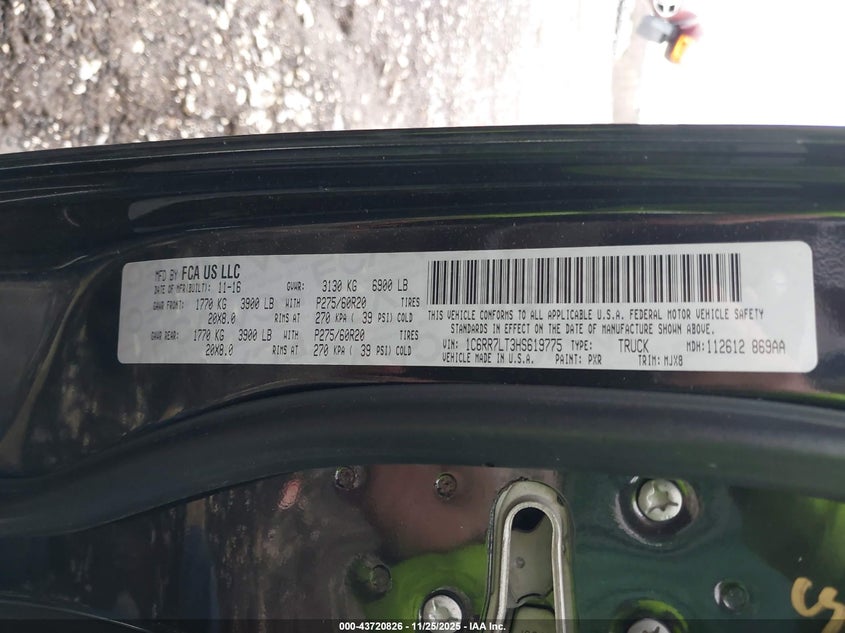 MFD BY FCA US LLC
DATE OF MFR(BUILT): 11-16 GVWR: 3130 KG 6900 LB
GAWR FRONT: 1770 KG 3900 LB WITH P275/60R20 TIRES
20X8.0 RIMS AT 270 KPA ( 39 PSI) COLD
GAWR REAR: 1770 KG 3900 LB WITH P275/60R20 TIRES
20X8.0 RIMS AT 270 KPA ( 39 PSI) COLD
THIS VEHICLE CONFORMS TO ALL APPLICABLE U.S.A. FEDERAL MOTOR VEHICLE SAFETY
STANDARDS IN EFFECT ON THE DATE OF MANUFACTURE SHOWN ABOVE.
VIN: 1C6RR7LT3HS619775 TYPE: TRUCK MDH: 112612 869AA
VEHICLE MADE IN U.S.A. PAINT: PXR TRIM: MJX8
000-43720826 - 11/25/2025 - IAA Inc.